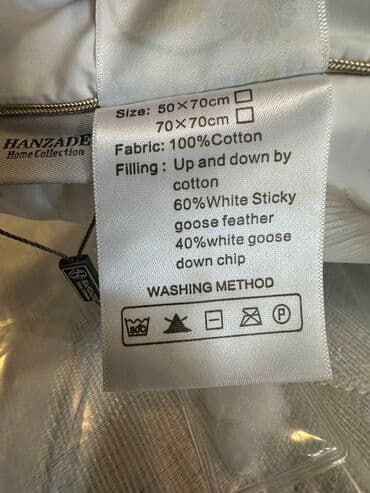 Size: 50×70cm
70×70cm
HANZADE
Home Collection
Fabric: 100%Cotton
Filling : Up and down by
cotton
60%White Sticky
goose feather
40%white goose
down chip
WASHING METHOD
P